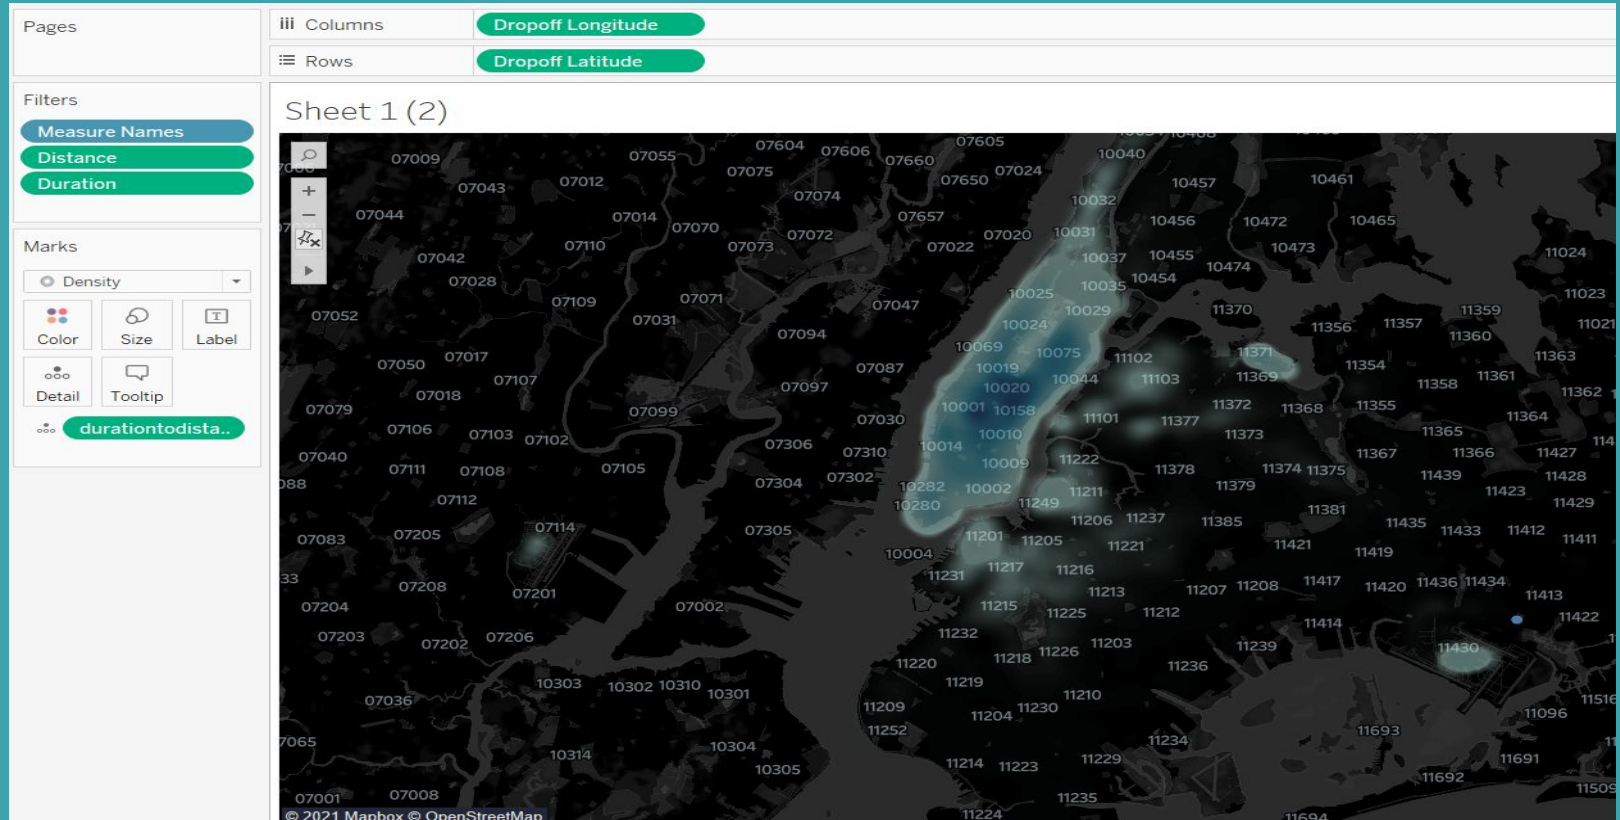 Pages
Columns Dropoff Longitude
Rows Dropoff Latitude
Filters
Measure Names
Distance
Duration
Marks
Density
Color Size Label
Detail Tooltip
durationtodista..
Sheet 1 (2)
07604 07606 07605
07009 07055 07660 10040
07075 07650 07024
07043 07012 10457 10461
07074 10032
07044 07014 07070 07657 10456 10472 10465
07110 07073 07072 07022 07020 10031 10473
07042 10037 10455 11024
07028 10474
10035 10454
07109 07071 07047 10025 11023
07052 07031 10029 11370 11359
07094 10024 11356 11357 11360
10069 10075 11102 11371 11363
07050 07017 07087 10019 11354
07107 07097 10020 10044 11103 11369 11358 11361
07018 11362
07079 07099 07030 10001 10158 11101 11372 11368 11355 11364
07106 07103 07102 11377 11373 11365
07306 07310 10014 10010
07040 07111 07108 07105 10009 11222 11378 11374 11375 11367 11366 11427
07304 07302 10282 10002 11211 11379 11439 11428
07112 10280 11249 11423 11429
07083 07205 07114 07305 11201 11205 11206 11237 11385 11381 11435 11433 11412 11411
10004 11221 11421 11419
11231 11217 11216
07208 07201 11213 11207 11208 11417 11420 11436 11434 11413
07204 07002 11215 11225 11212 11414 11422
07203 07202 07206 11232 11203 11239
11220 11218 11226 11236 11430
10303 10302 10310 10301 11219
07036 11209 11204 11230 11210 11096
11252 11234 11693
10314 10304 10305 11214 11223 11229 11692 11691
07001 07008 11235
11224 11694
© 2021 Mapbox © OpenStreetMap